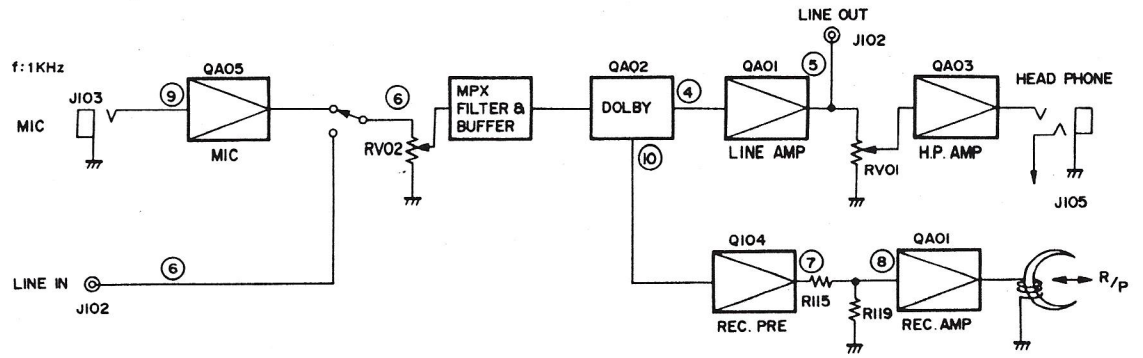 LINE OUT
J102
f:1KHz
QA05
QA02
QA01
QA03
HEAD PHONE
J103
MIC
9
6
MPX
FILTER &
BUFFER
DOLBY
4
5
RV02
MIC
10
LINE AMP
RV01
H.P. AMP
J105
Q104
QA01
LINE IN
J102
6
7
8
R115
R119
R/P
REC. PRE
REC. AMP